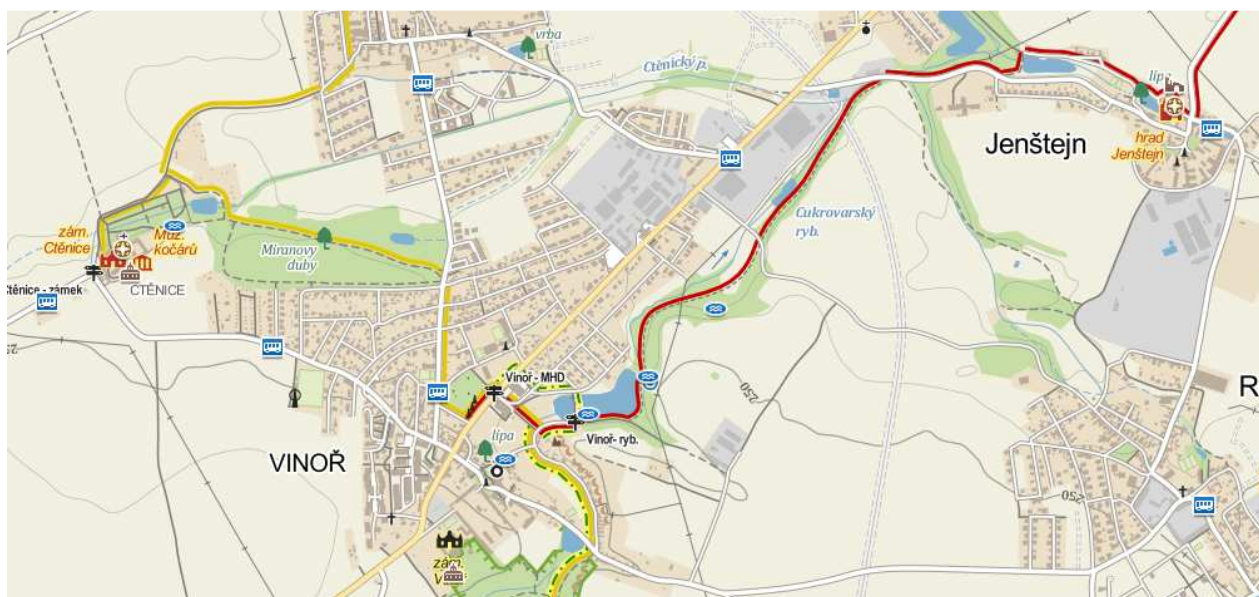 vrba
Ctěnický p.
lípa
Jenštejn
hrad
Jenštejn
Cukrovarský
ryb.
zám.
Ctěnice
Muz.
kočárů
Miranovy
duby
Ctěnice - zámek
CTĚNICE
Vinoř - MHD
250
Vinoř- ryb.
lípa
VINOŘ
250
R
zám.